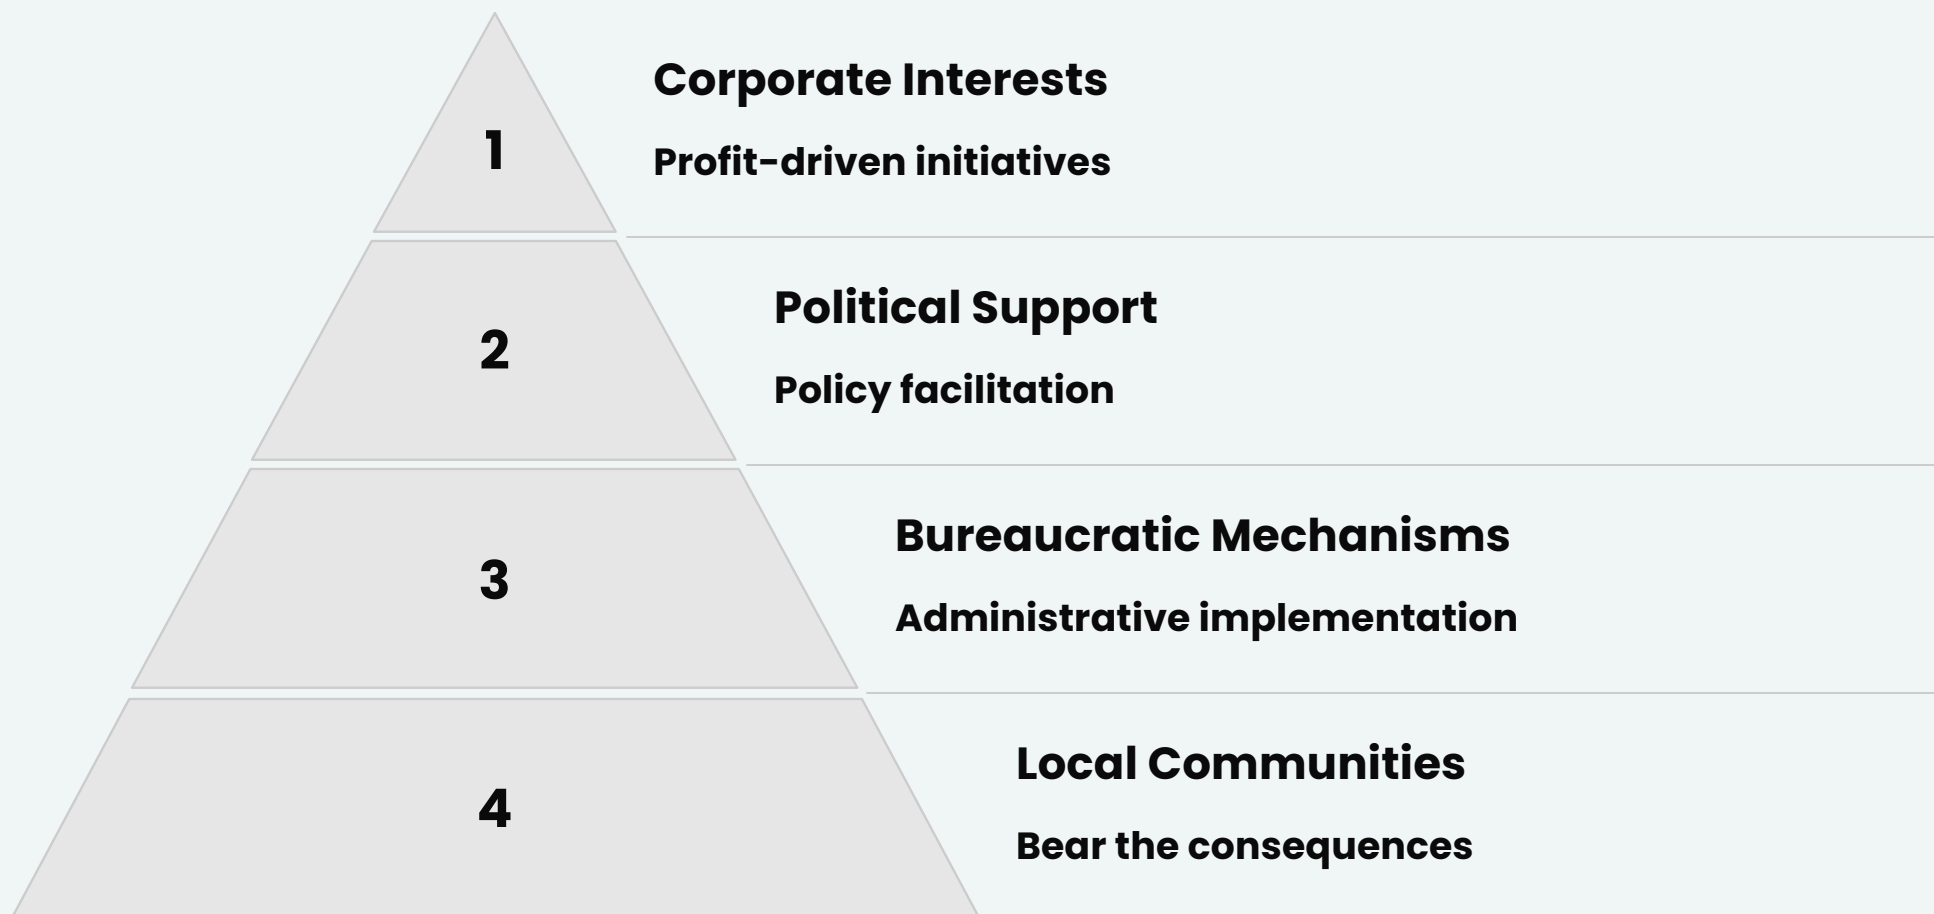 1
Corporate Interests
Profit-driven initiatives
2
Political Support
Policy facilitation
3
Bureaucratic Mechanisms
Administrative implementation
4
Local Communities
Bear the consequences